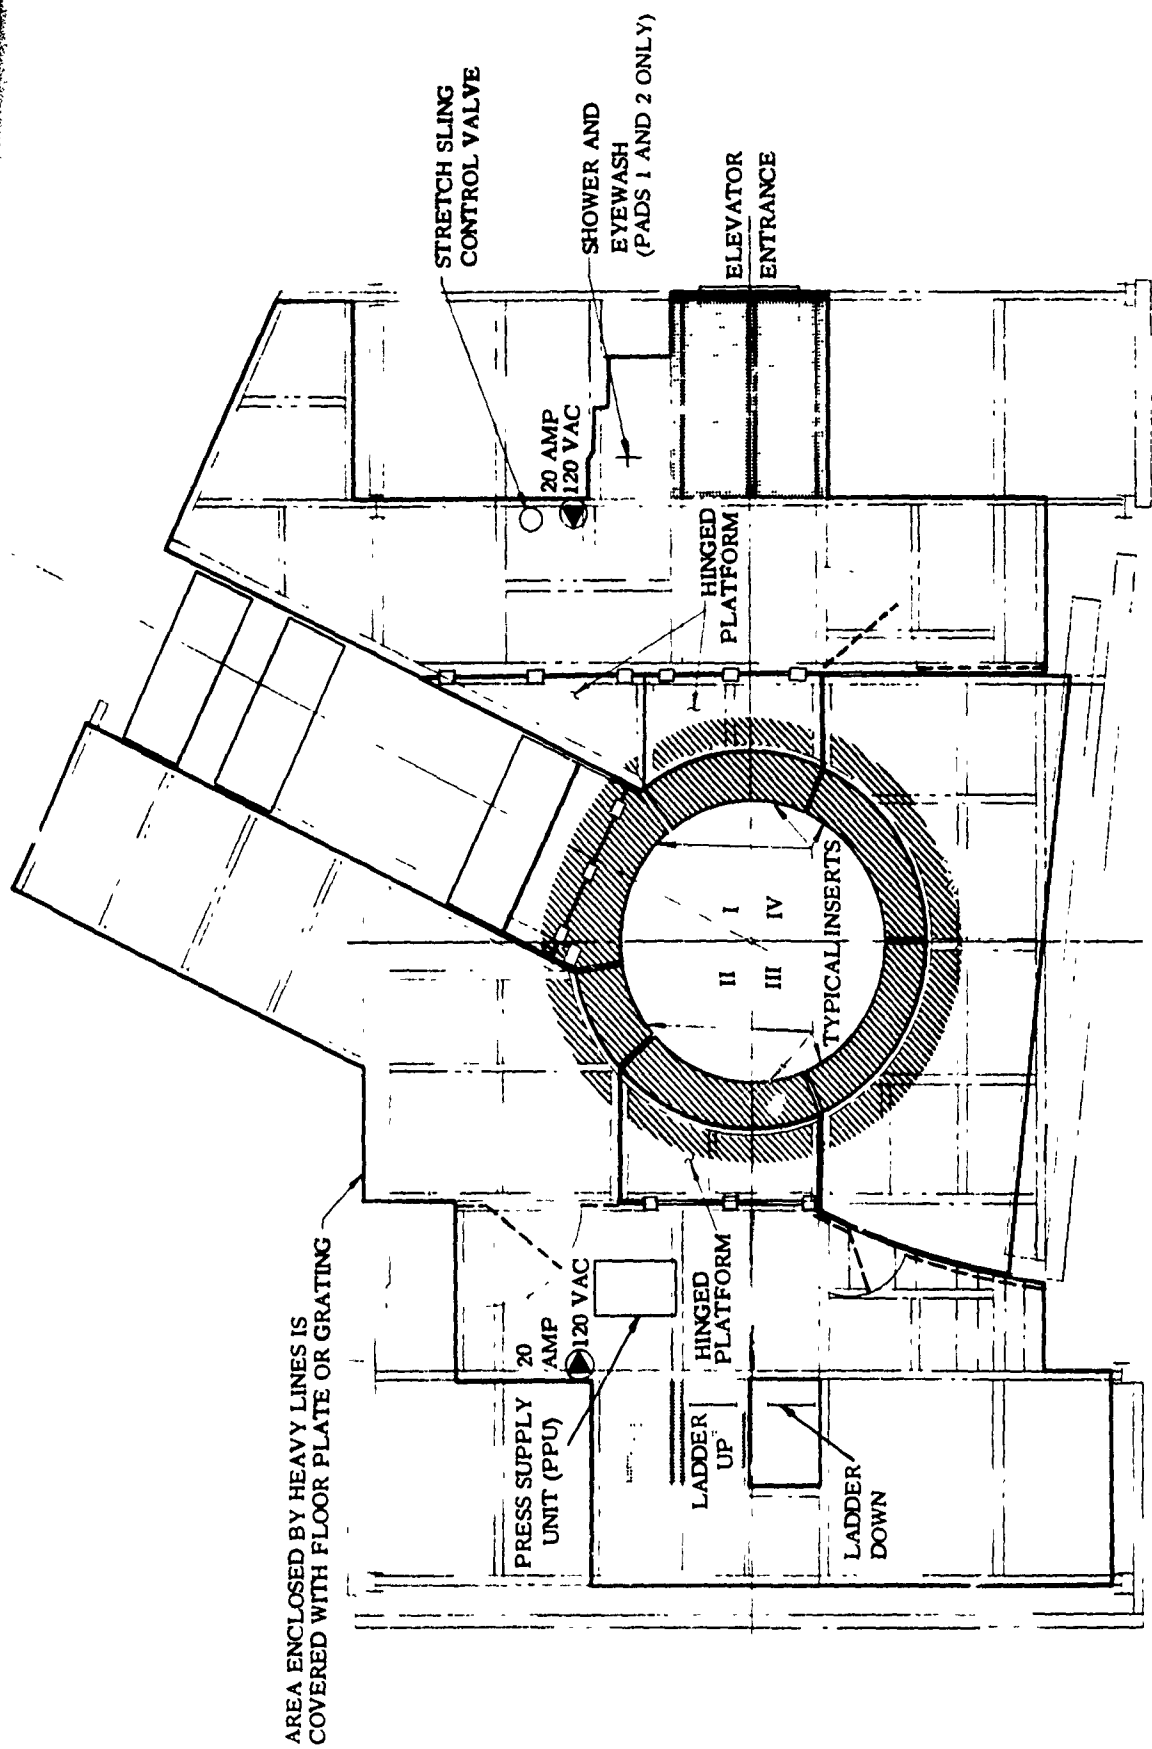 AREA ENCLOSED BY HEAVY LINES IS
COVERED WITH FLOOR PLATE OR GRATING
PRESS SUPPLY
UNIT (PPU)
20
AMP
120 VAC
LADDER
UP
LADDER
DOWN
HINGED
PLATFORM
II
I
III
IV
TYPICAL INSERTS
HINGED
PLATFORM
20 AMP
120 VAC
STRETCH SLING
CONTROL VALVE
SHOWER AND
EYEWASH
(PADS 1 AND 2 ONLY)
ELEVATOR
ENTRANCE